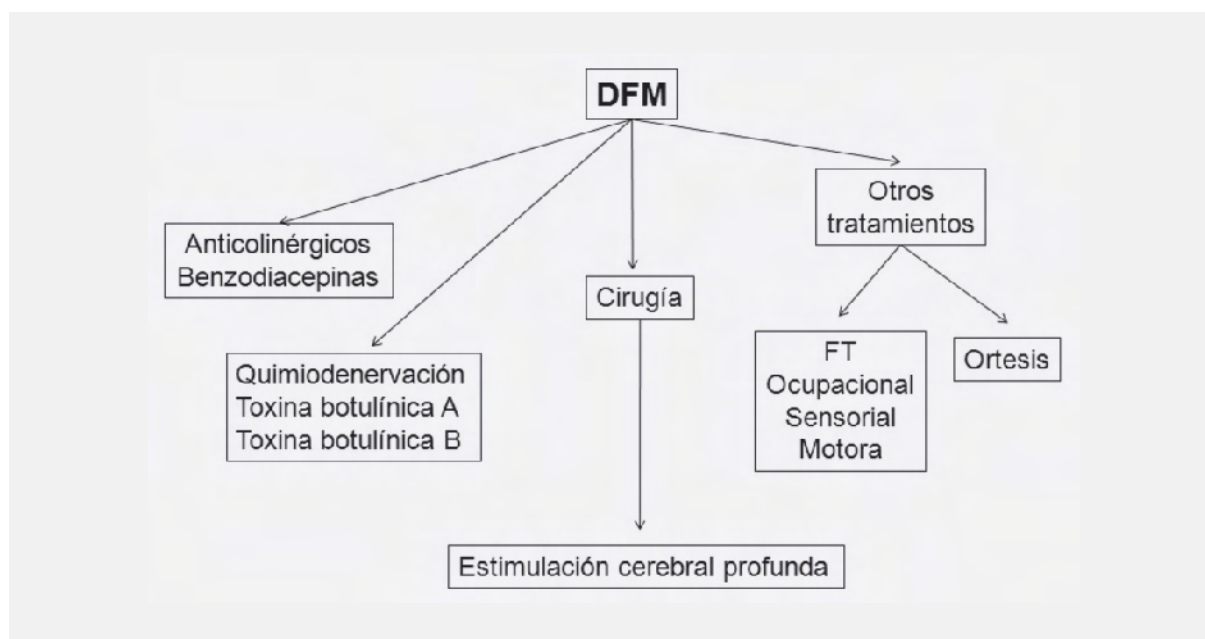 DFM
Otros
tratamientos
Anticolinérgicos
Benzodiacepinas
Cirugía
Quimiodenervación
Toxina botulínica A
Toxina botulínica B
FT
Ocupacional
Sensorial
Motora
Ortesis
Estimulación cerebral profunda